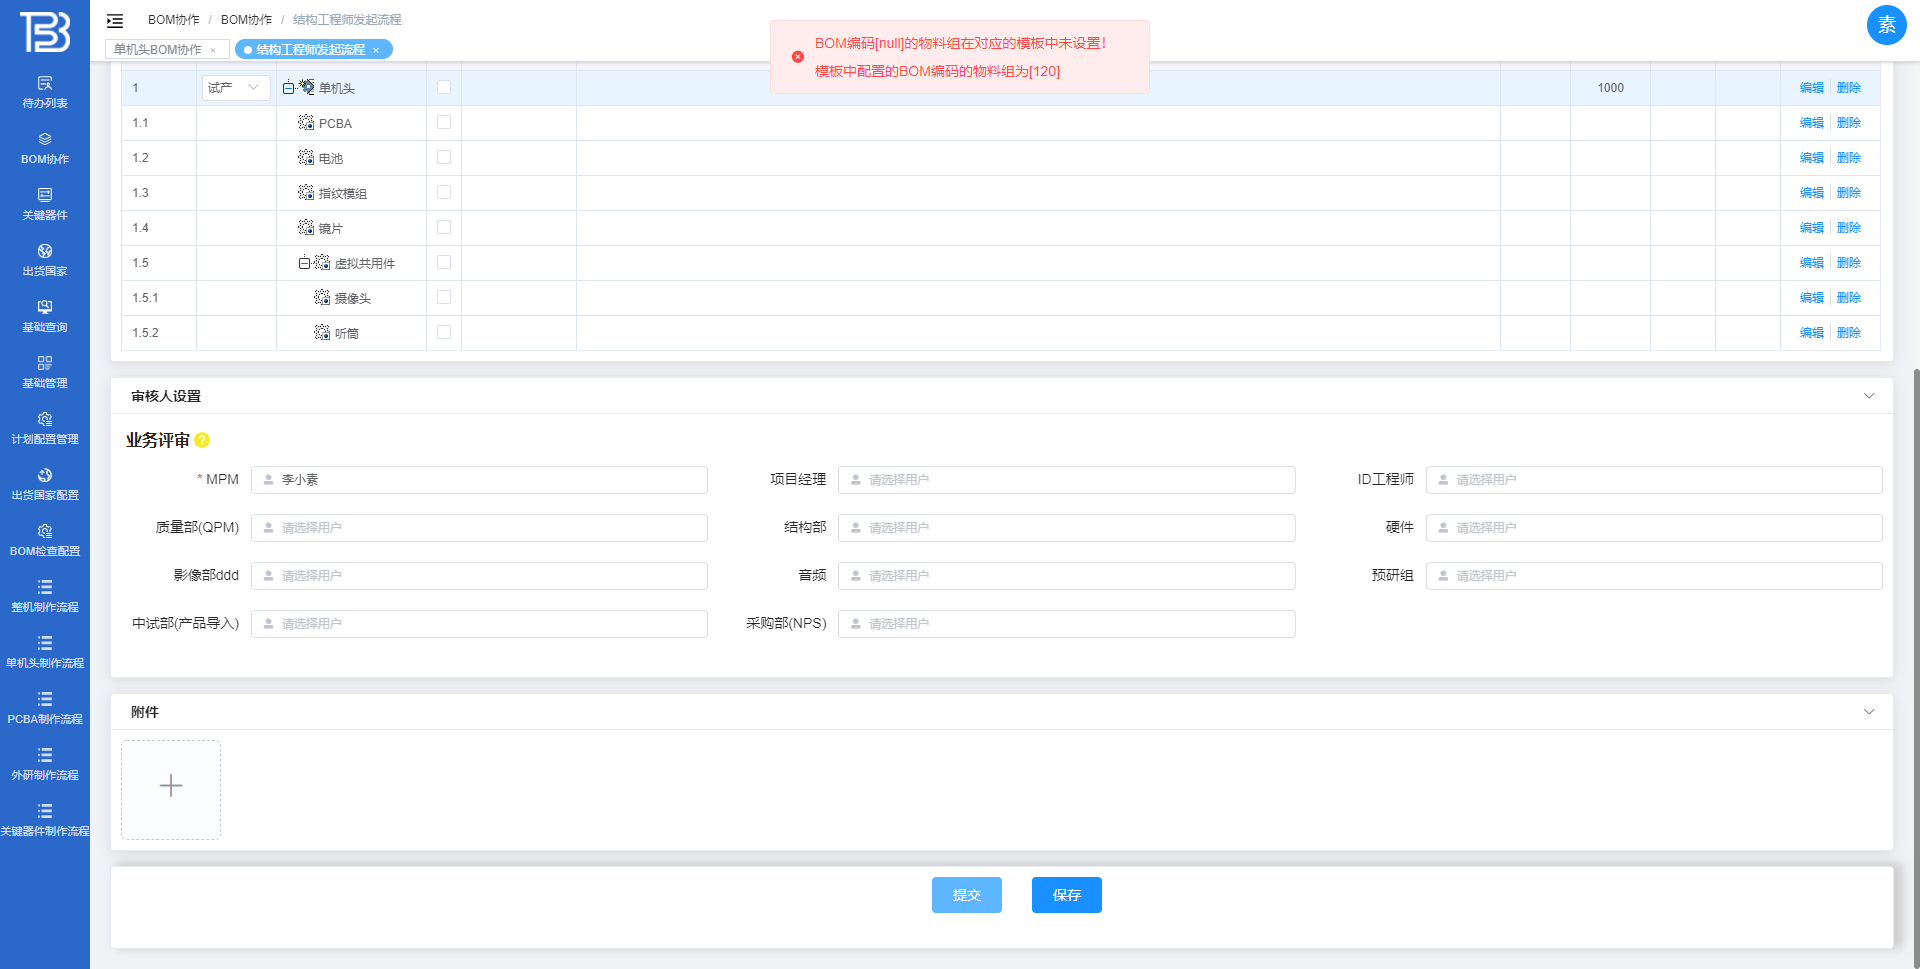 BOM协作 / BOM协作 / 结构工程师发起流程
单机头BOM协作 ×
结构工程师发起流程 ×
BOM编码[null]的物料组在对应的模板中未设置！
模板中配置的BOM编码的物料组为[120]
素
待办列表
BOM协作
关键器件
出货国家
基础查询
基础管理
计划配置管理
出货国家配置
BOM检查配置
整机制作流程
单机头制作流程
PCBA制作流程
外研制作流程
关键器件制作流程
1 试产 单机头 1000 编辑 删除
1.1 PCBA 编辑 删除
1.2 电池 编辑 删除
1.3 指纹模组 编辑 删除
1.4 镜片 编辑 删除
1.5 虚拟共用件 编辑 删除
1.5.1 摄像头 编辑 删除
1.5.2 听筒 编辑 删除
审核人设置
业务评审 ?
* MPM 李小素 项目经理 请选择用户 ID工程师 请选择用户
质量部(QPM) 请选择用户 结构部 请选择用户 硬件 请选择用户
影像部ddd 请选择用户 音频 请选择用户 预研组 请选择用户
中试部(产品导入) 请选择用户 采购部(NPS) 请选择用户
附件
提交 保存